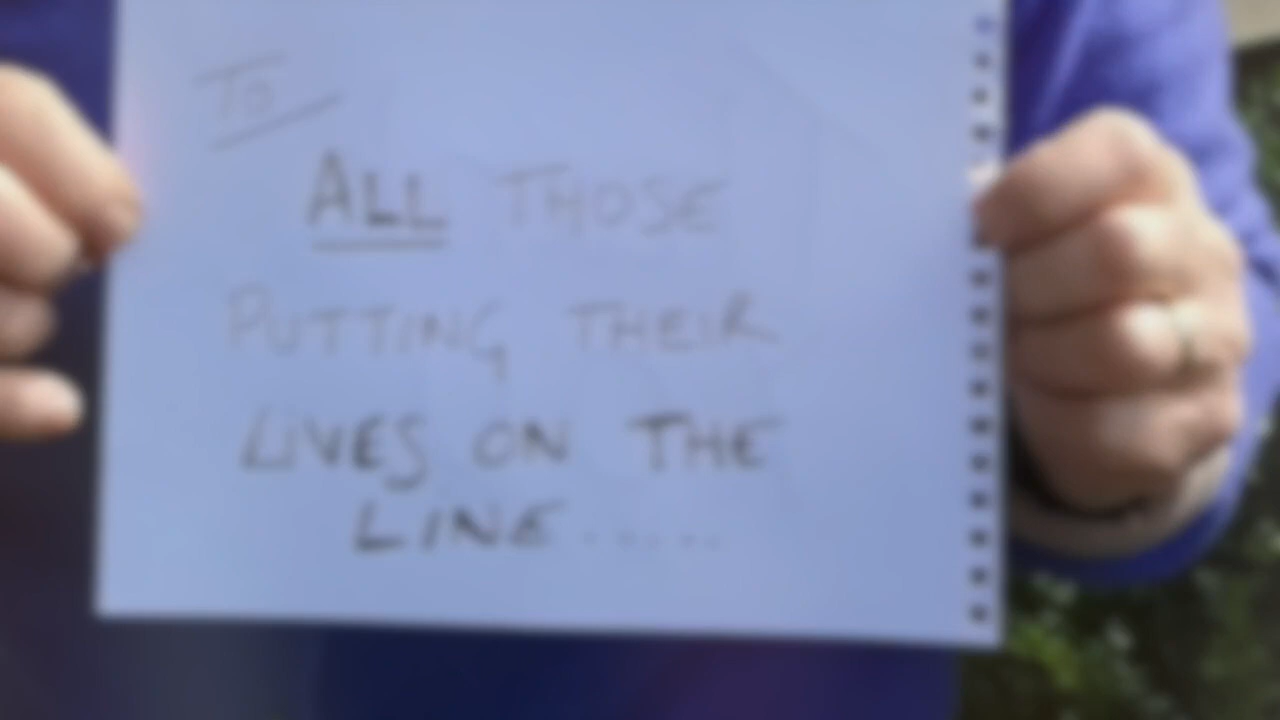 To
ALL THOSE
PUTTING THEIR
LIVES ON THE
LINE.....